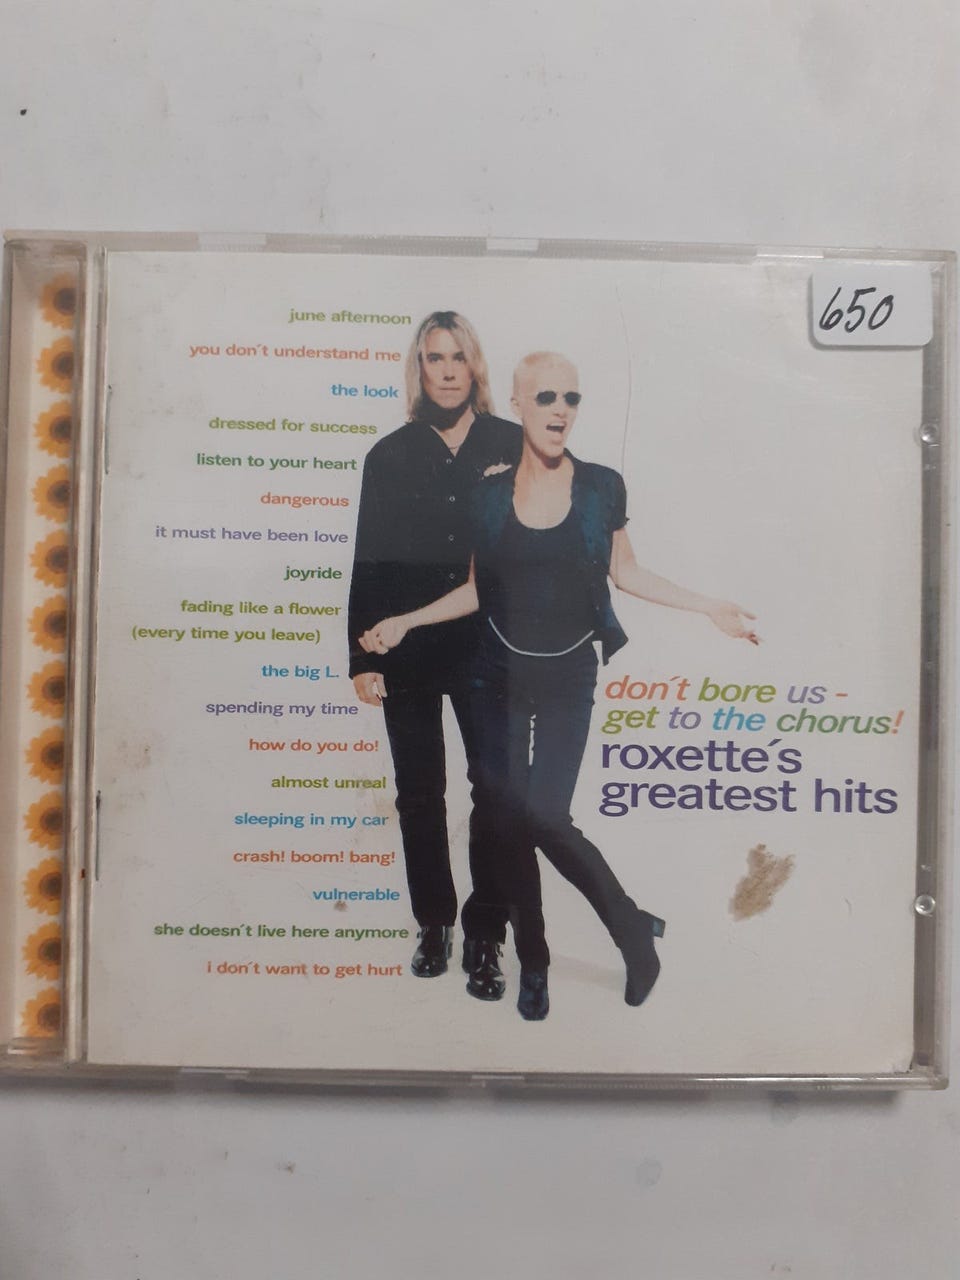 650
june afternoon
you don´t understand me
the look
dressed for success
listen to your heart
dangerous
it must have been love
joyride
fading like a flower
(every time you leave)
the big L.
spending my time
how do you do!
almost unreal
sleeping in my car
crash! boom! bang!
vulnerable
she doesn´t live here anymore
i don´t want to get hurt
don´t bore us -
get to the chorus!
roxette´s
greatest hits